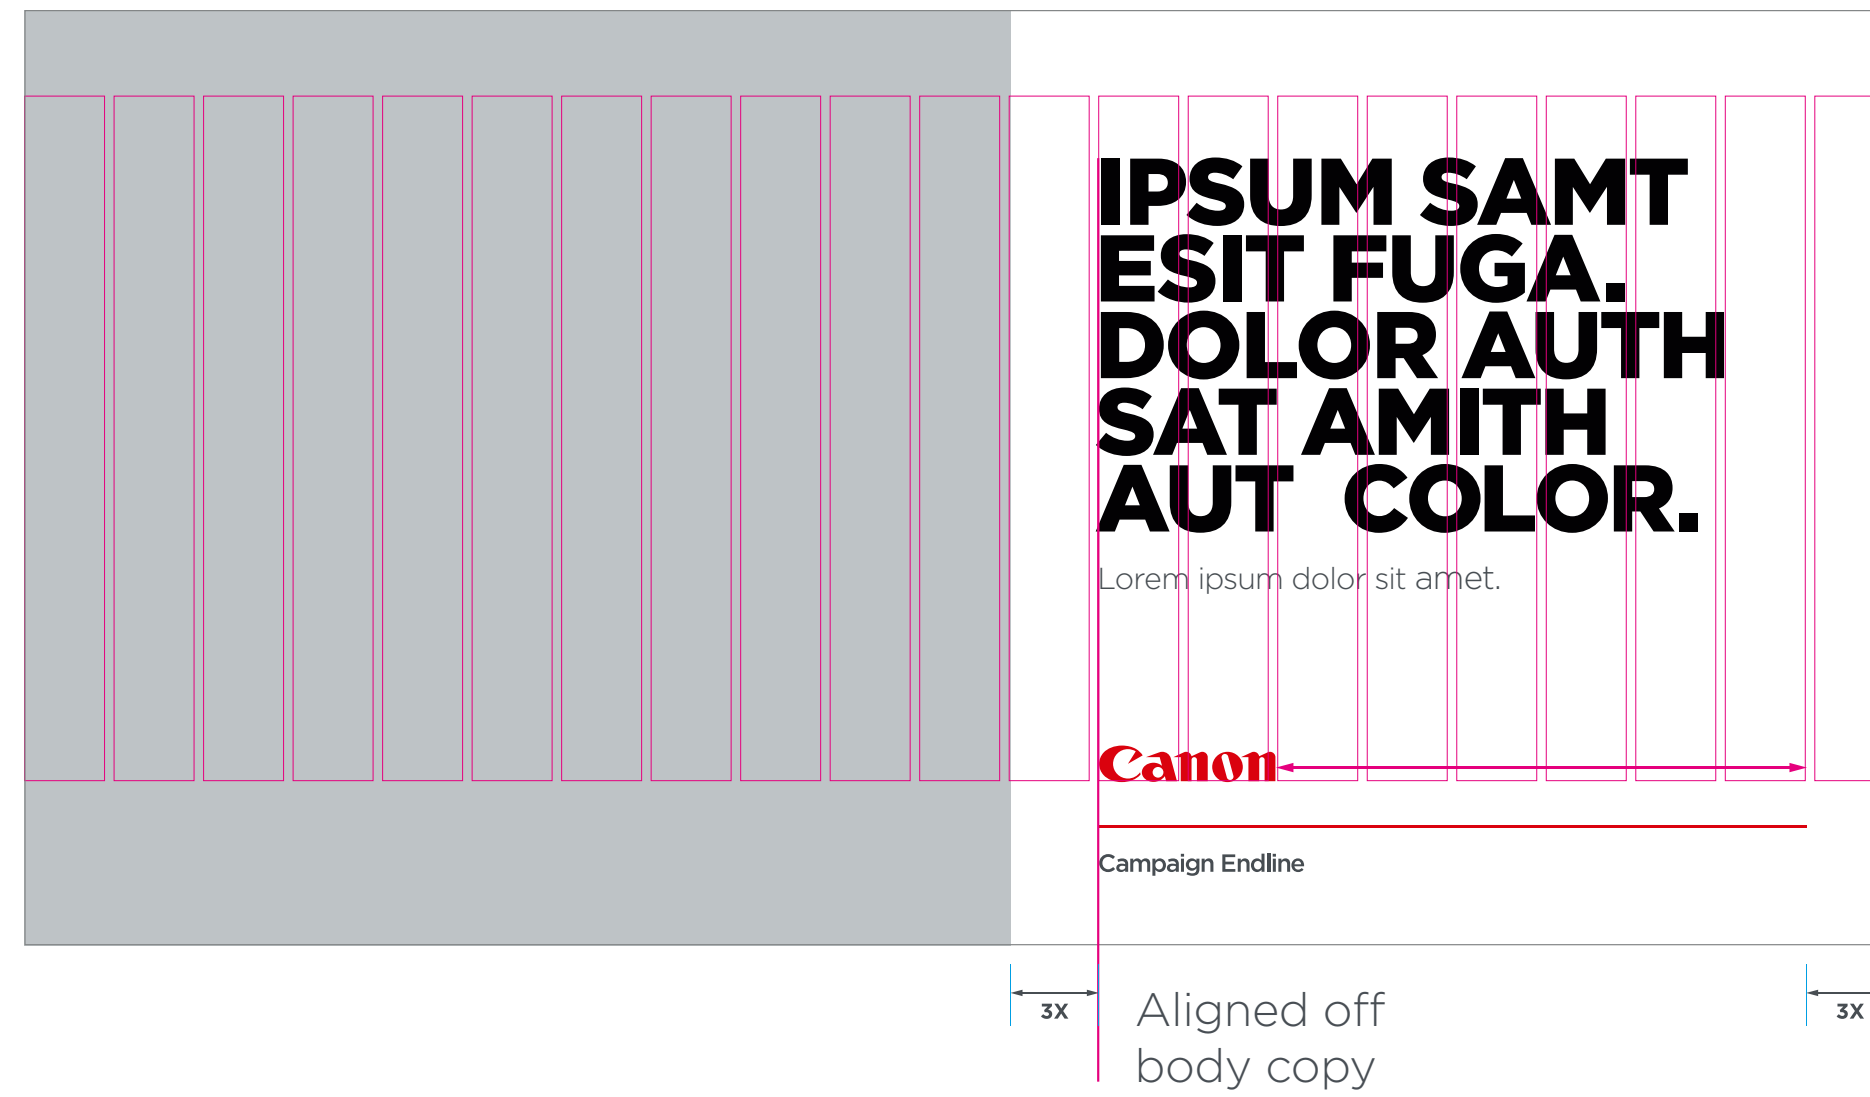 IPSUM SAMT
ESIT FUGA.
DOLOR AUTH
SAT AMITH
AUT COLOR.
Lorem ipsum dolor sit amet.
Canon
Campaign Endline
3X
3X
Aligned off
body copy